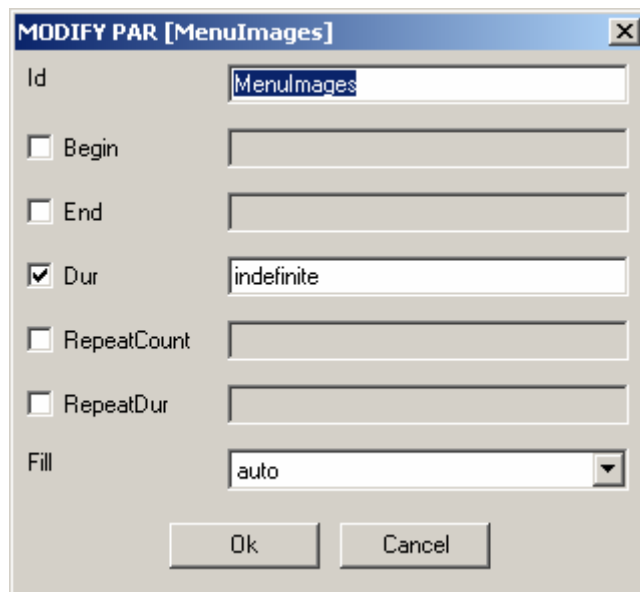 MODIFY PAR [MenuImages]
Id MenuImages
Begin
End
Dur indefinite
RepeatCount
RepeatDur
Fill auto
Ok Cancel